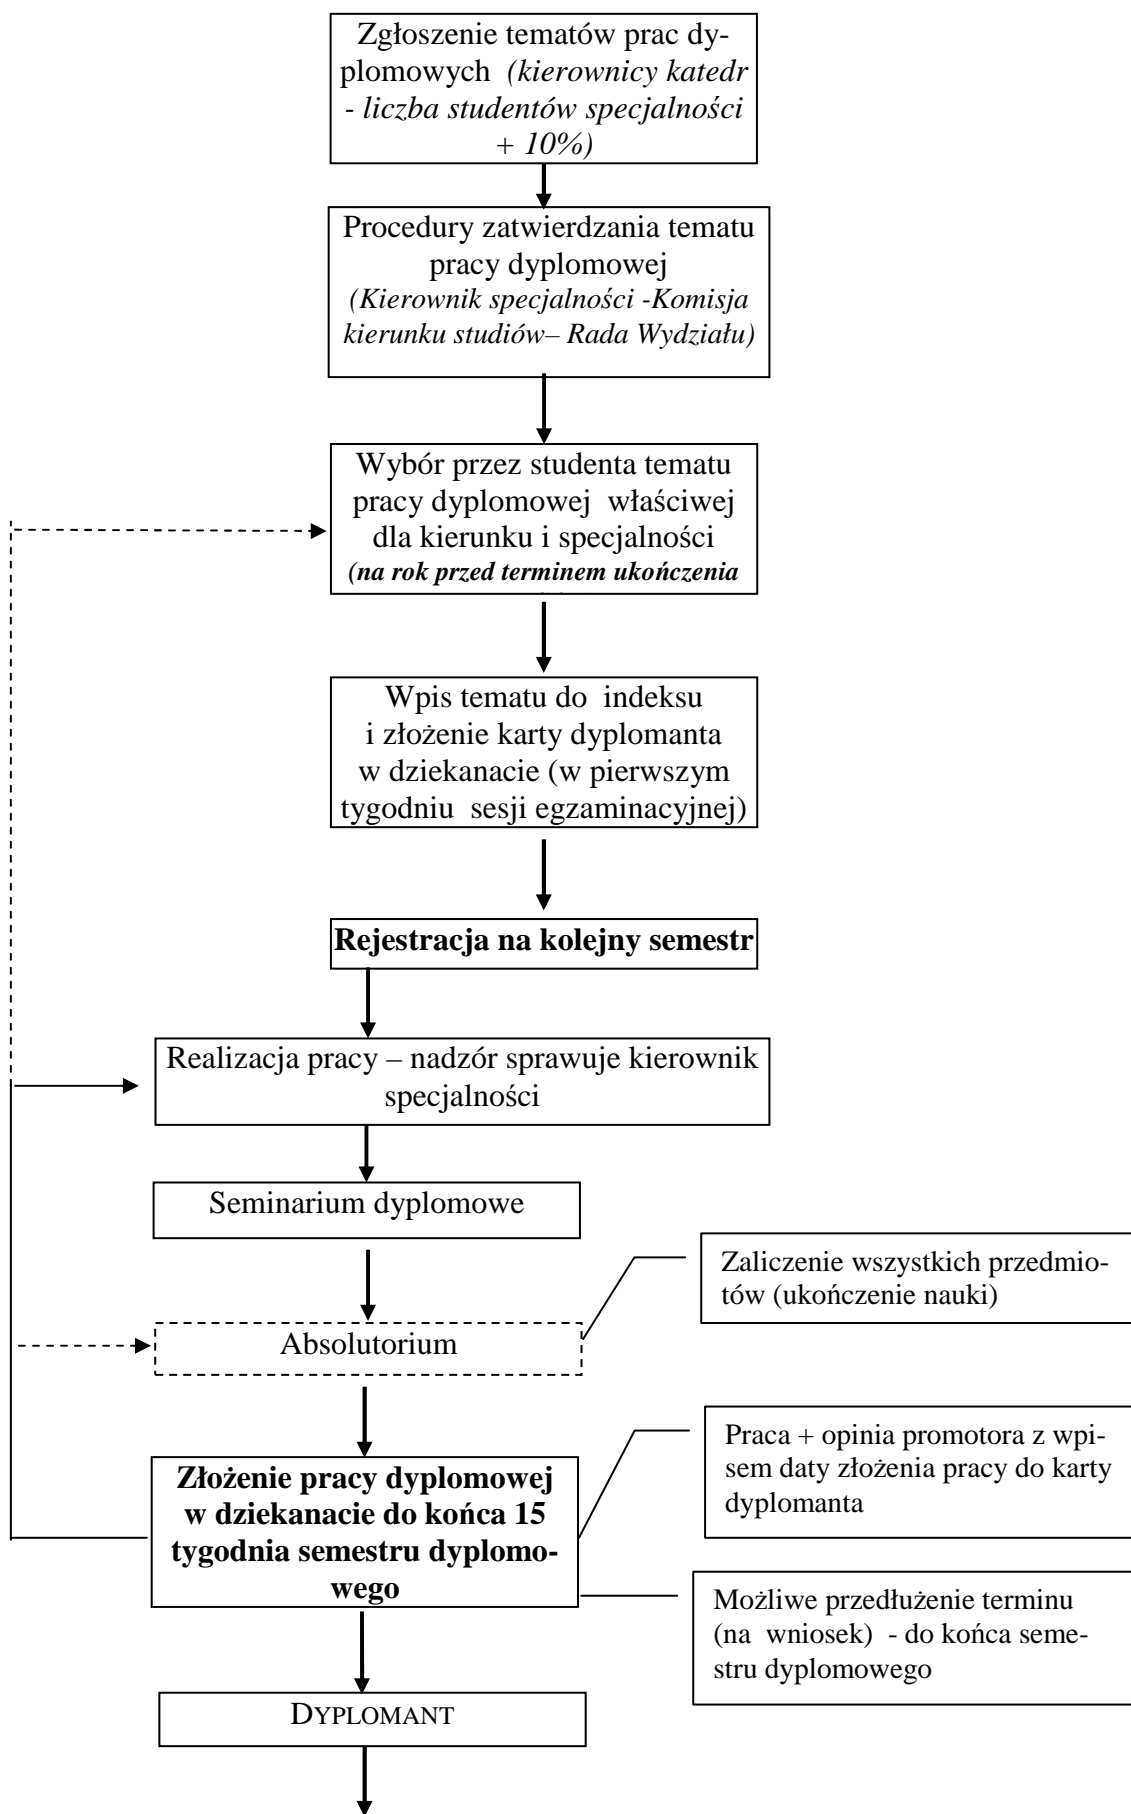 Zgłoszenie tematów prac dy-
plomowych (kierownicy katedr
- liczba studentów specjalności
+ 10%)
Procedury zatwierdzania tematu
pracy dyplomowej
(Kierownik specjalności -Komisja
kierunku studiów– Rada Wydziału)
Wybór przez studenta tematu
pracy dyplomowej właściwej
dla kierunku i specjalności
(na rok przed terminem ukończenia
Wpis tematu do indeksu
i złożenie karty dyplomanta
w dziekanacie (w pierwszym
tygodniu sesji egzaminacyjnej)
Rejestracja na kolejny semestr
Realizacja pracy – nadzór sprawuje kierownik
specjalności
Seminarium dyplomowe
Zaliczenie wszystkich przedmio-
tów (ukończenie nauki)
Absolutorium
Praca + opinia promotora z wpi-
sem daty złożenia pracy do karty
dyplomanta
Złożenie pracy dyplomowej
w dziekanacie do końca 15
tygodnia semestru dyplomo-
wego
Możliwe przedłużenie terminu
(na wniosek) - do końca seme-
stru dyplomowego
DYPLOMANT